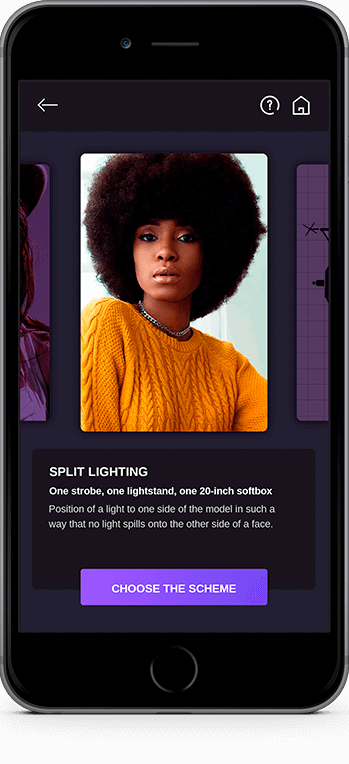 SPLIT LIGHTING
One strobe, one lightstand, one 20-inch softbox
Position of a light to one side of the model in such a
way that no light spills onto the other side of a face.
CHOOSE THE SCHEME